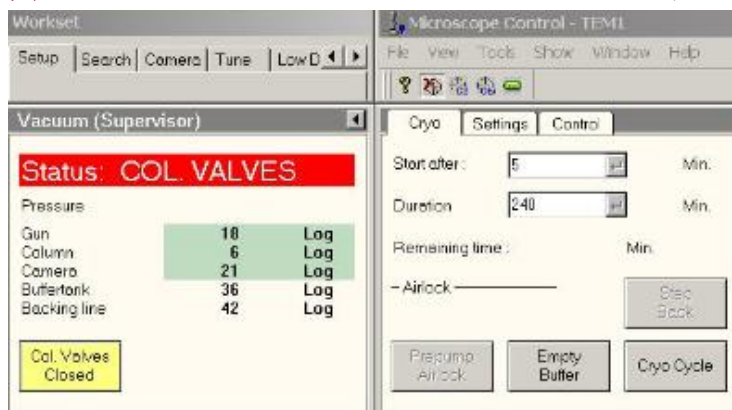 Workset
Setup Search Camera Tune Low D
Vacuum (Supervisor)
Status: COL. VALVES
Pressure
Gun 18 Log
Column 6 Log
Camera 21 Log
Buffertank 36 Log
Backing line 42 Log
Col. Valves
Closed
Microscope Control - TEM1
File View Tools Show Window Help
Cryo Settings Control
Start after: 5 Min.
Duration 240 Min.
Remaining time: Min.
Airlock
Step
Back
Prepump
Airlock
Empty
Buffer
Cryo Cycle